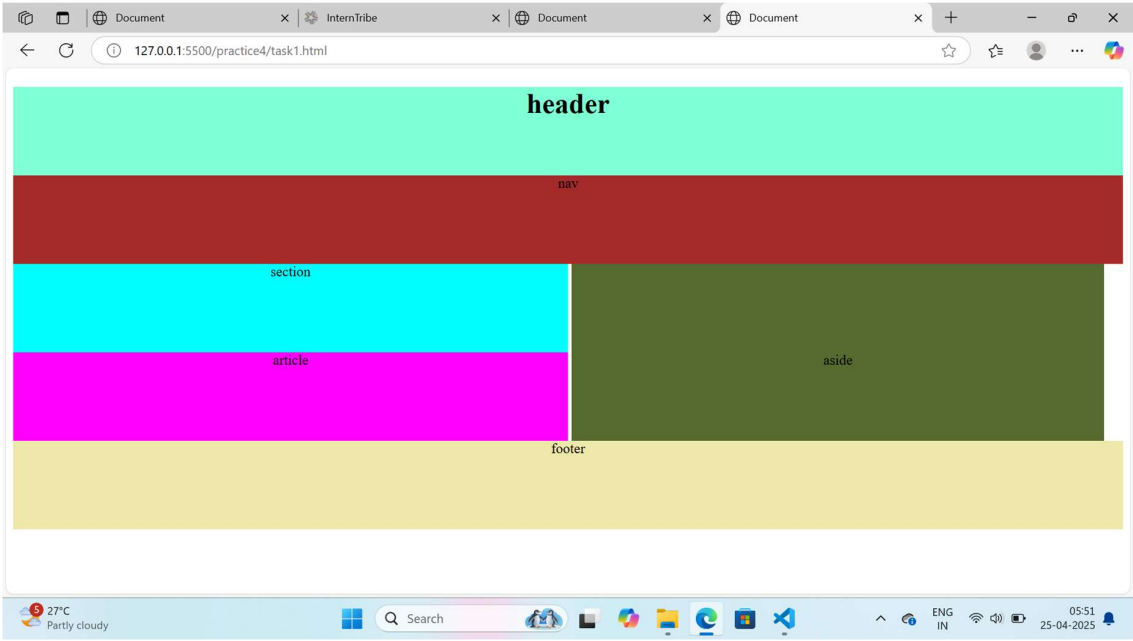 Document
InternTribe
Document
Document
127.0.0.1:5500/practice4/task1.html
header
nav
section
article
aside
footer
5
27°C
Partly cloudy
Search
ENG
IN
05:51
25-04-2025